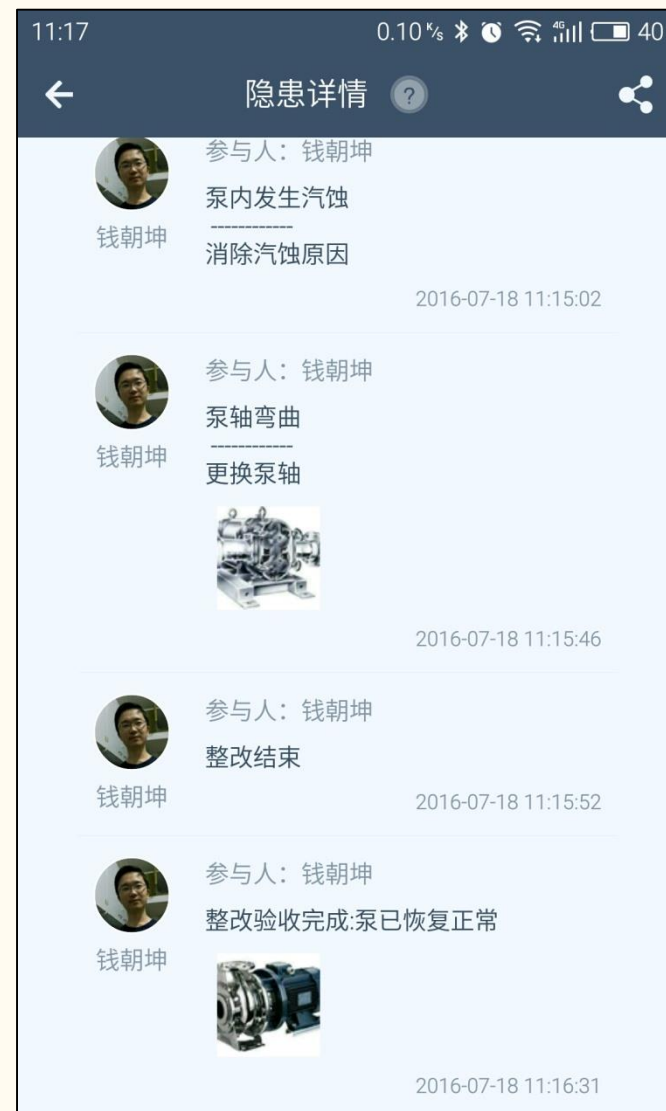 11:17 0.10 K/s 4G 40
隐患详情 ?
参与人：钱朝坤
泵内发生汽蚀
------------
钱朝坤
消除汽蚀原因
2016-07-18 11:15:02
参与人：钱朝坤
泵轴弯曲
------------
钱朝坤
更换泵轴
2016-07-18 11:15:46
参与人：钱朝坤
整改结束
钱朝坤
2016-07-18 11:15:52
参与人：钱朝坤
整改验收完成:泵已恢复正常
钱朝坤
2016-07-18 11:16:31